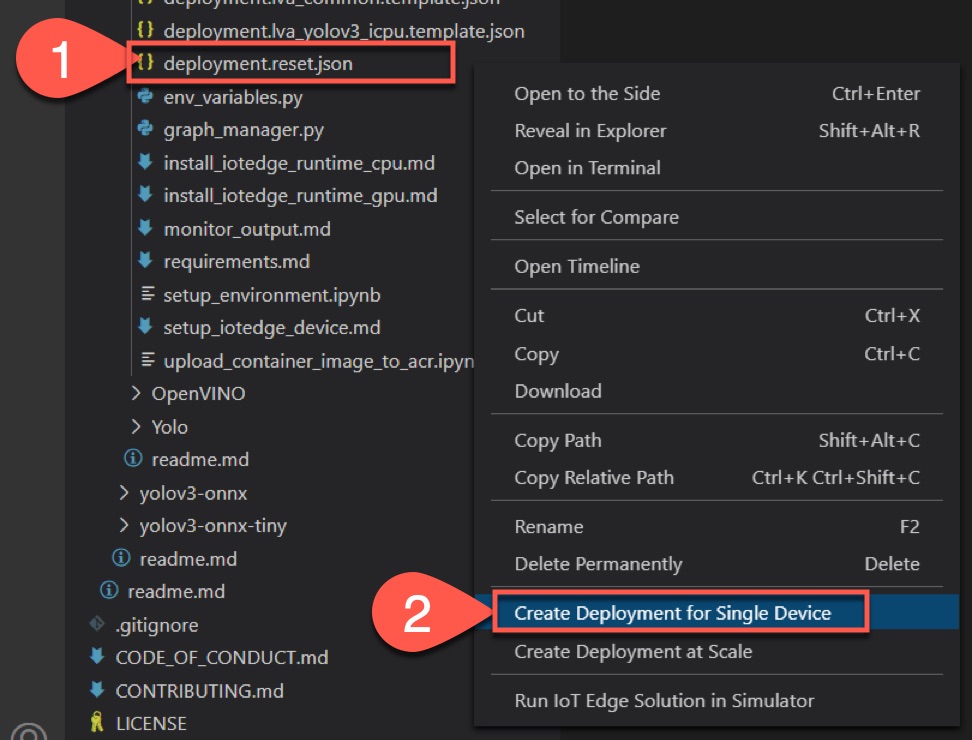 deployment.lva_common.template.json
deployment.lva_yolov3_icpu.template.json
1
{} deployment.reset.json
env_variables.py
graph_manager.py
install_iotedge_runtime_cpu.md
install_iotedge_runtime_gpu.md
monitor_output.md
requirements.md
setup_environment.ipynb
setup_iotedge_device.md
upload_container_image_to_acr.ipyn
OpenVINO
Yolo
readme.md
yolov3-onnx
yolov3-onnx-tiny
readme.md
readme.md
.gitignore
CODE_OF_CONDUCT.md
CONTRIBUTING.md
LICENSE
Open to the Side Ctrl+Enter
Reveal in Explorer Shift+Alt+R
Open in Terminal
Select for Compare
Open Timeline
Cut Ctrl+X
Copy Ctrl+C
Download
Copy Path Shift+Alt+C
Copy Relative Path Ctrl+K Ctrl+Shift+C
Rename F2
Delete Permanently Delete
2
Create Deployment for Single Device
Create Deployment at Scale
Run IoT Edge Solution in Simulator